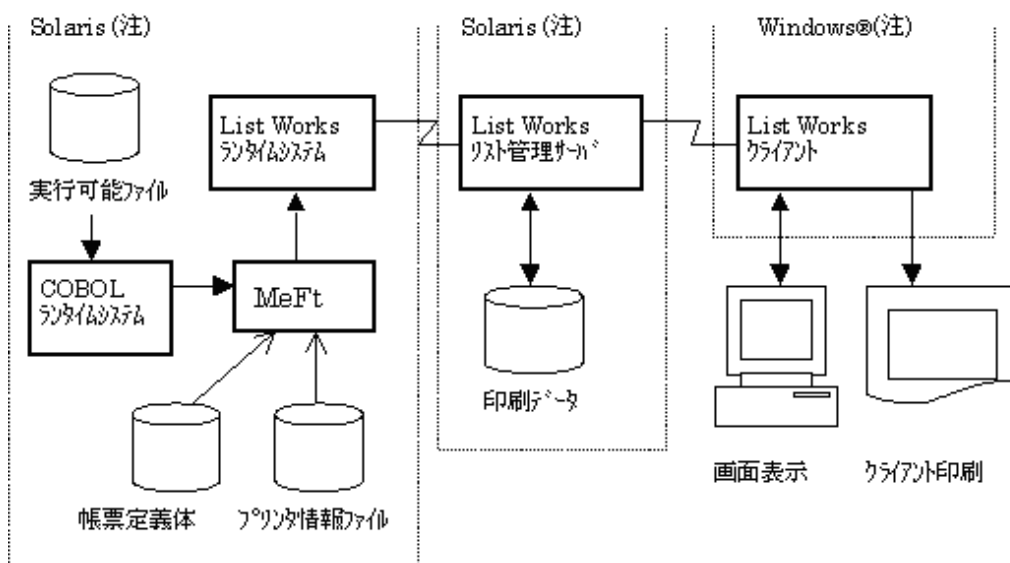 Solaris(注)
Solaris(注)
Windows®(注)
List Works
ﾗﾝﾀｲﾑｼｽﾃﾑ
List Works
ﾘｽﾄ管理ｻｰﾊﾞ
List Works
ｸﾗｲｱﾝﾄ
実行可能ﾌｧｲﾙ
COBOL
ﾗﾝﾀｲﾑｼｽﾃﾑ
MeFt
印刷ﾃﾞｰﾀ
画面表示
ｸﾗｲｱﾝﾄ印刷
帳票定義体
ﾌﾟﾘﾝﾀ情報ﾌｧｲﾙ